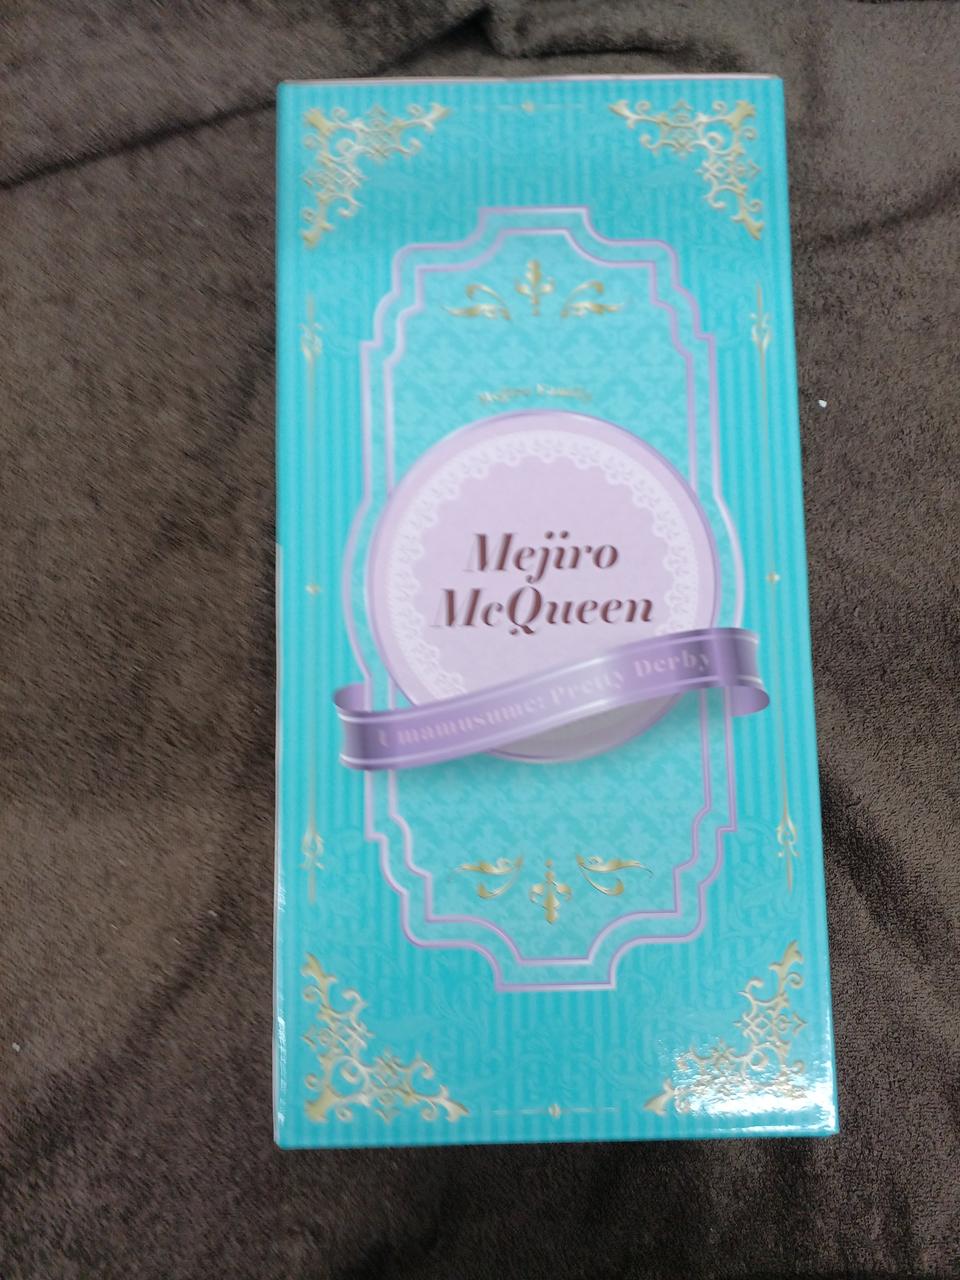 Mejiro Family
Mejiro
McQueen
Umamusume: Pretty Derby